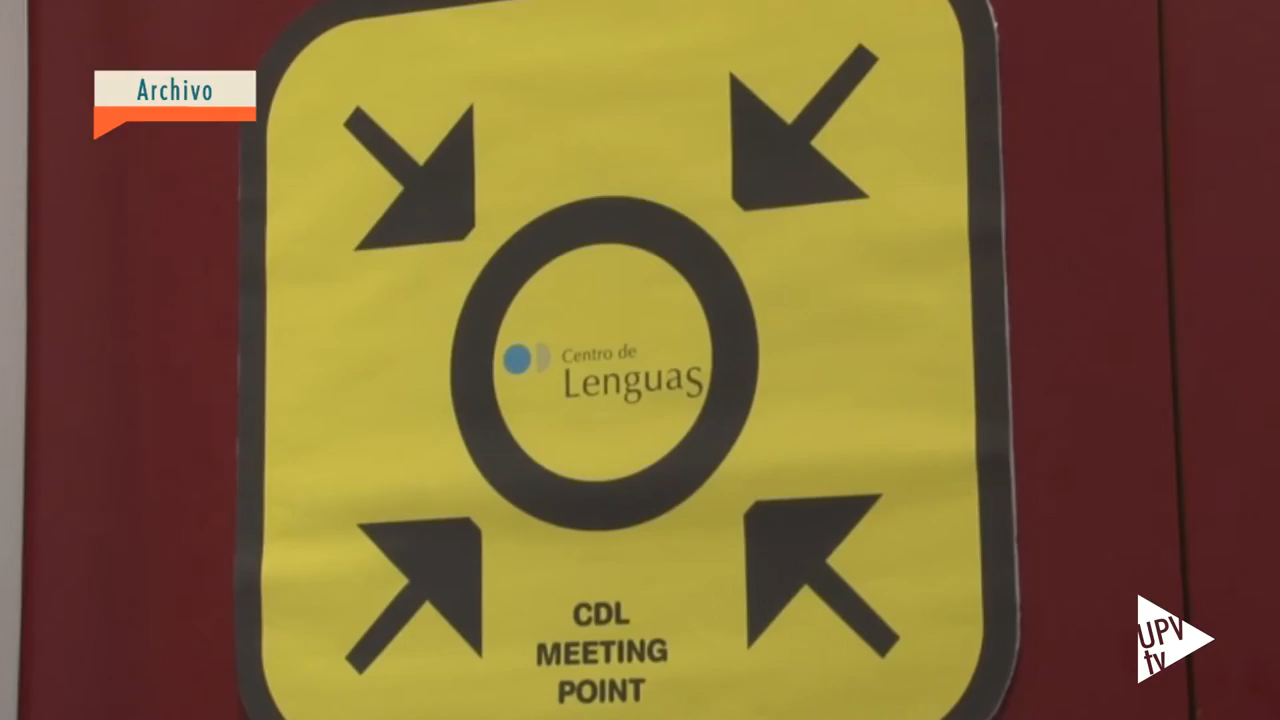 Archivo
Centro de
Lenguas
CDL
MEETING
POINT
UPV
tv